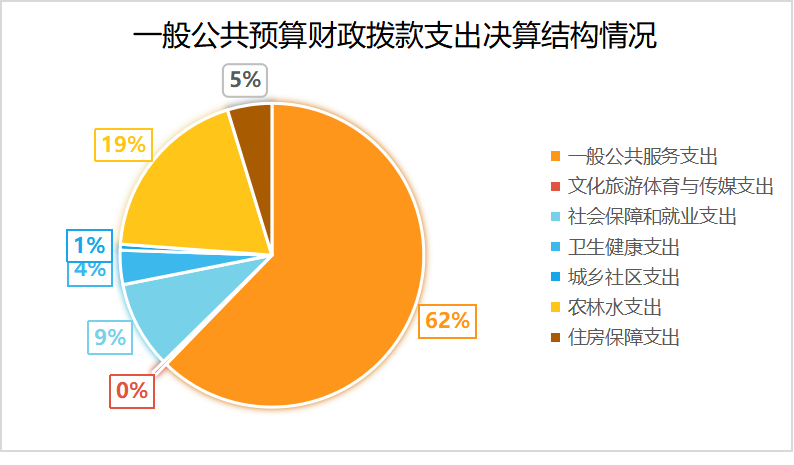 一般公共预算财政拨款支出决算结构情况
5%
19%
1%
4%
9%
0%
62%
一般公共服务支出
文化旅游体育与传媒支出
社会保障和就业支出
卫生健康支出
城乡社区支出
农林水支出
住房保障支出